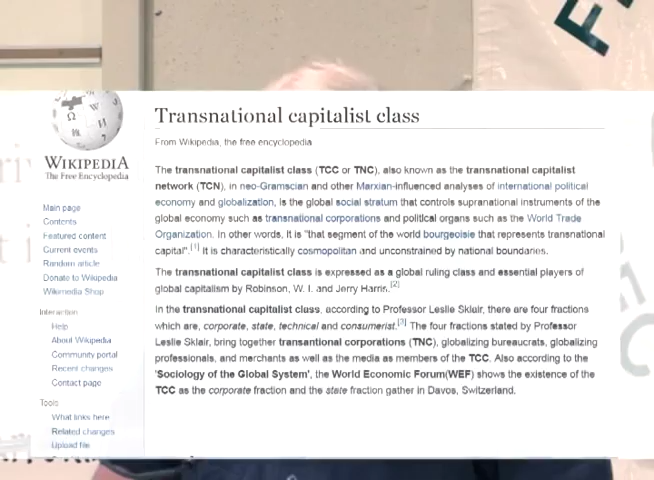 Transnational capitalist class
From Wikipedia, the free encyclopedia
WIKIPEDIA
The Free Encyclopedia
Main page
Contents
Featured content
Current events
Random article
Donate to Wikipedia
Wikimedia Shop
Interaction
Help
About Wikipedia
Community portal
Recent changes
Contact page
Tools
What links here
Related changes
Upload file
The transnational capitalist class (TCC or TNC), also known as the transnational capitalist
network (TCN), in neo-Gramscian and other Marxian-influenced analyses of international political
economy and globalization, is the global social stratum that controls supranational instruments of the
global economy such as transnational corporations and political organs such as the World Trade
Organization. In other words, it is "that segment of the world bourgeoisie that represents transnational
capital".[1] It is characteristically cosmopolitan and unconstrained by national boundaries.
The transnational capitalist class is expressed as a global ruling class and essential players of
global capitalism by Robinson, W. I. and Jerry Harris.[2]
In the transnational capitalist class, according to Professor Leslie Sklair, there are four fractions
which are, corporate, state, technical and consumerist.[3] The four fractions stated by Professor
Leslie Sklair, bring together transantional corporations (TNC), globalizing bureaucrats, globalizing
professionals, and merchants as well as the media as members of the TCC. Also according to the
'Sociology of the Global System', the World Economic Forum(WEF) shows the existence of the
TCC as the corporate fraction and the state fraction gather in Davos, Switzerland.